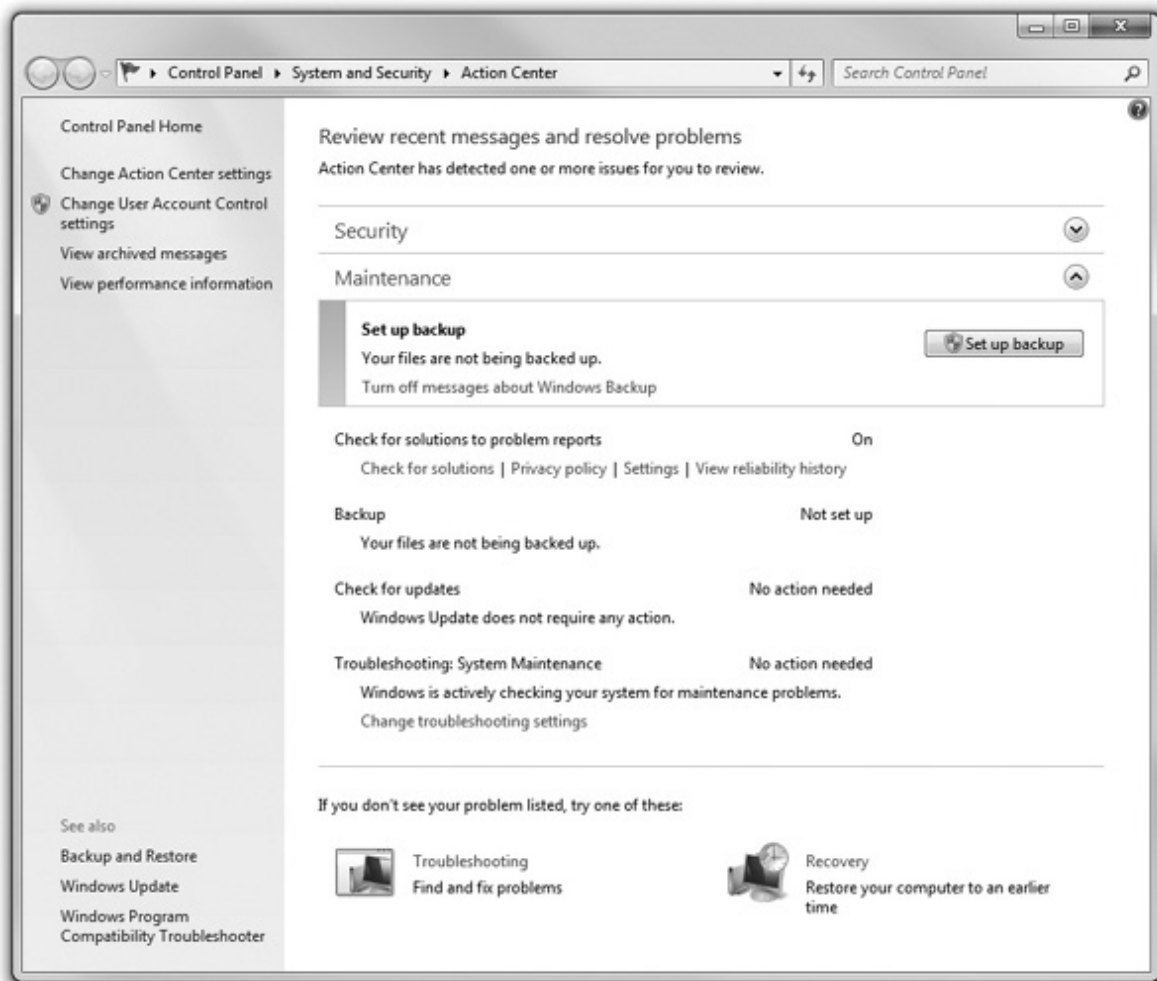 Control Panel ▸ System and Security ▸ Action Center
Search Control Panel
Control Panel Home
Change Action Center settings
Change User Account Control
settings
View archived messages
View performance information
See also
Backup and Restore
Windows Update
Windows Program
Compatibility Troubleshooter
Review recent messages and resolve problems
Action Center has detected one or more issues for you to review.
Security
Maintenance
Set up backup
Your files are not being backed up.
Set up backup
Turn off messages about Windows Backup
Check for solutions to problem reports On
Check for solutions | Privacy policy | Settings | View reliability history
Backup Not set up
Your files are not being backed up.
Check for updates No action needed
Windows Update does not require any action.
Troubleshooting: System Maintenance No action needed
Windows is actively checking your system for maintenance problems.
Change troubleshooting settings
If you don't see your problem listed, try one of these:
Troubleshooting
Find and fix problems
Recovery
Restore your computer to an earlier
time